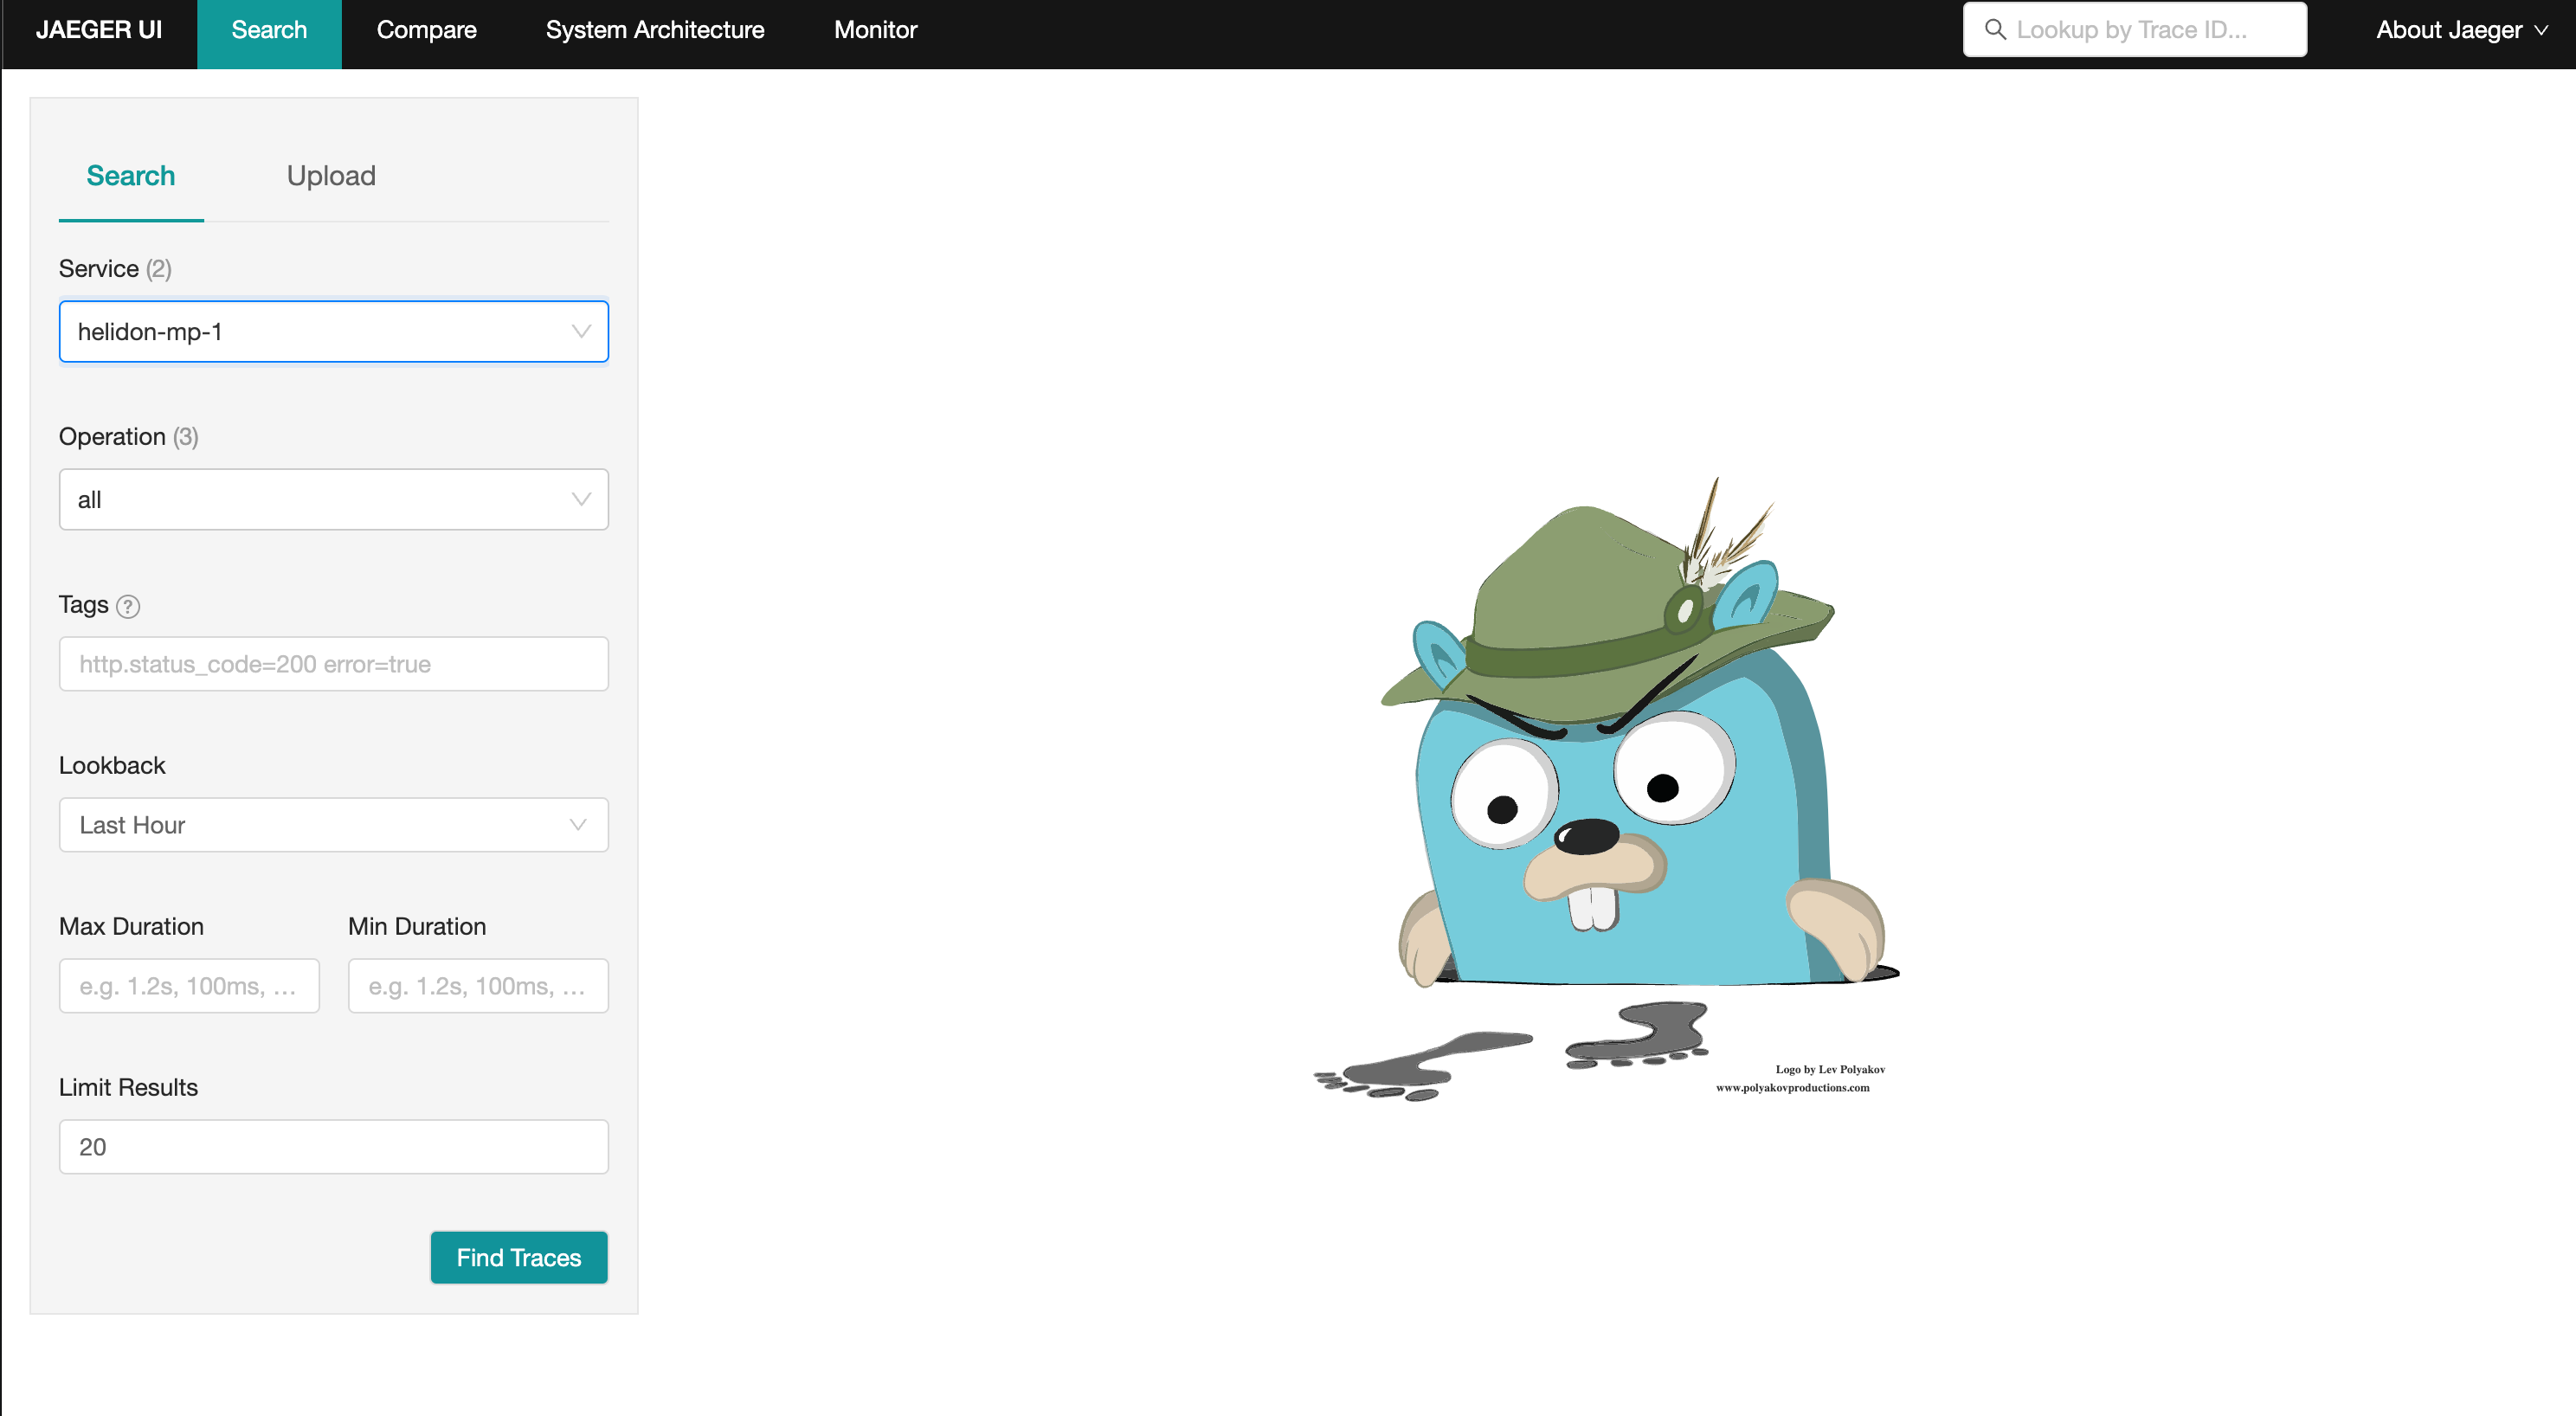 JAEGER UI Search Compare System Architecture Monitor Lookup by Trace ID... About Jaeger
Search Upload
Service (2)
helidon-mp-1
Operation (3)
all
Tags ?
http.status_code=200 error=true
Lookback
Last Hour
Max Duration Min Duration
e.g. 1.2s, 100ms, ... e.g. 1.2s, 100ms, ...
Limit Results
20
Find Traces
Logo by Lev Polyakov
www.polyakovproductions.com